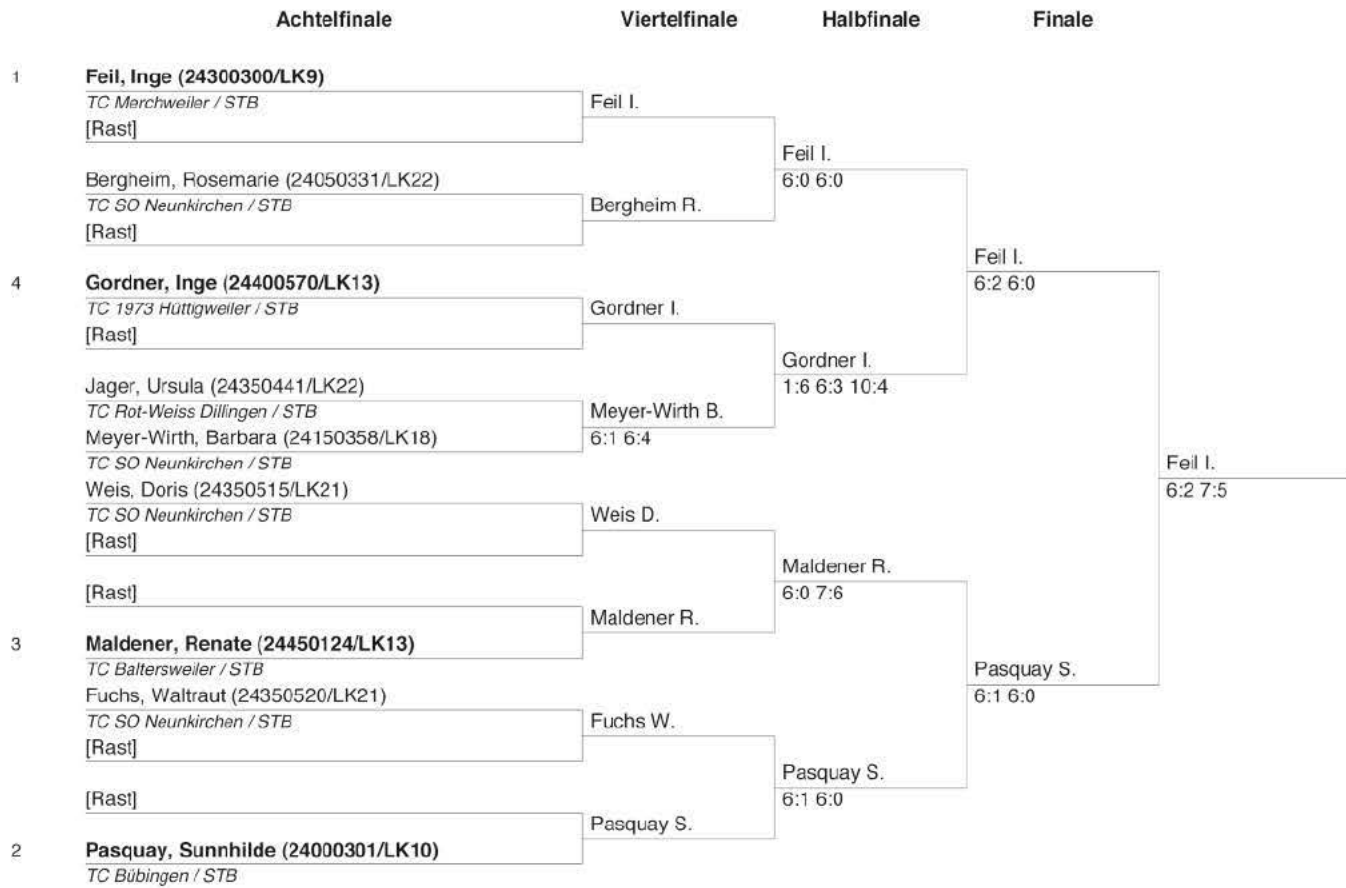 Achtelfinale Viertelfinale Halbfinale Finale
1 Feil, Inge (24300300/LK9)
TC Merchweiler / STB Feil I.
[Rast]
Feil I.
Bergheim, Rosemarie (24050331/LK22) 6:0 6:0
TC SO Neunkirchen / STB Bergheim R.
[Rast]
Feil I.
4 Gordner, Inge (24400570/LK13) 6:2 6:0
TC 1973 Hüttigweiler / STB Gordner I.
[Rast]
Gordner I.
Jager, Ursula (24350441/LK22) 1:6 6:3 10:4
TC Rot-Weiss Dillingen / STB Meyer-Wirth B.
Meyer-Wirth, Barbara (24150358/LK18) 6:1 6:4
TC SO Neunkirchen / STB Feil I.
Weis, Doris (24350515/LK21) 6:2 7:5
TC SO Neunkirchen / STB Weis D.
[Rast]
Maldener R.
[Rast] 6:0 7:6
Maldener R.
3 Maldener, Renate (24450124/LK13)
TC Baltersweiler / STB Pasquay S.
Fuchs, Waltraut (24350520/LK21) 6:1 6:0
TC SO Neunkirchen / STB Fuchs W.
[Rast]
Pasquay S.
[Rast] 6:1 6:0
Pasquay S.
2 Pasquay, Sunnhilde (24000301/LK10)
TC Bübingen / STB